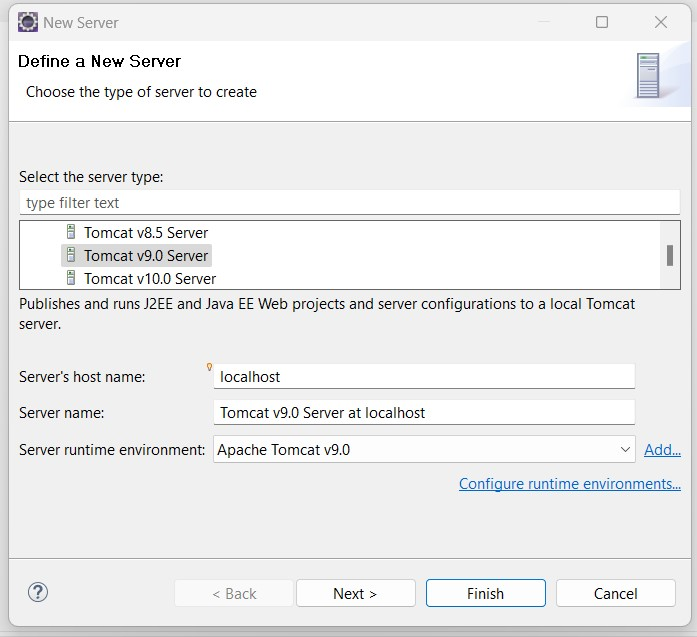 New Server
Define a New Server
Choose the type of server to create
Select the server type:
type filter text
Tomcat v8.5 Server
Tomcat v9.0 Server
Tomcat v10.0 Server
Publishes and runs J2EE and Java EE Web projects and server configurations to a local Tomcat
server.
Server's host name: localhost
Server name: Tomcat v9.0 Server at localhost
Server runtime environment: Apache Tomcat v9.0 Add...
Configure runtime environments...
? < Back Next > Finish Cancel